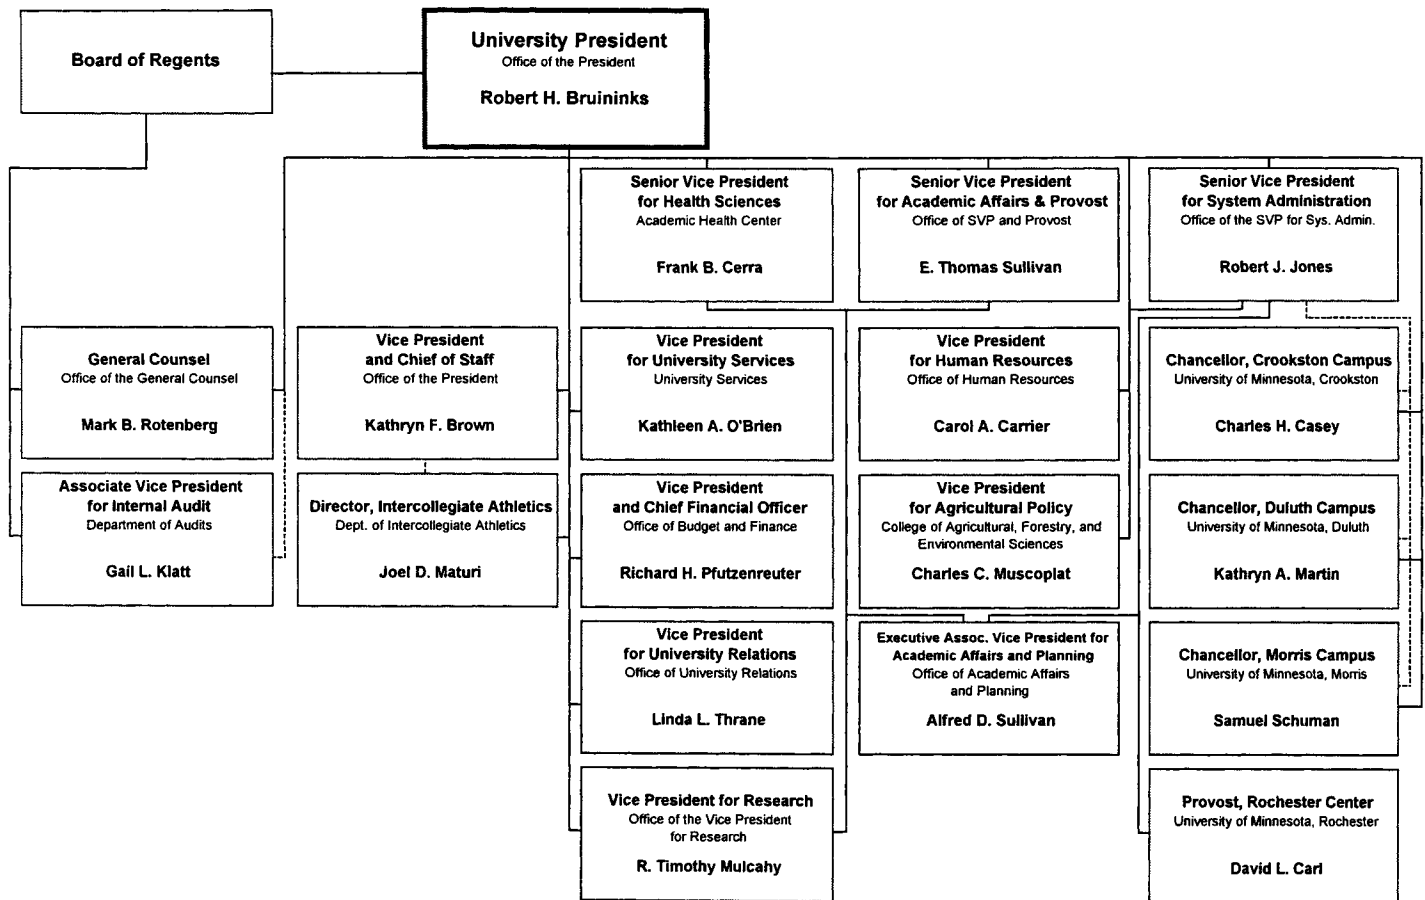 Board of Regents
University President
Office of the President
Robert H. Bruininks
Senior Vice President
for Health Sciences
Academic Health Center
Frank B. Cerra
Senior Vice President
for Academic Affairs & Provost
Office of SVP and Provost
E. Thomas Sullivan
Senior Vice President
for System Administration
Office of the SVP for Sys. Admin.
Robert J. Jones
General Counsel
Office of the General Counsel
Mark B. Rotenberg
Vice President
and Chief of Staff
Office of the President
Kathryn F. Brown
Vice President
for University Services
University Services
Kathleen A. O'Brien
Vice President
for Human Resources
Office of Human Resources
Carol A. Carrier
Chancellor, Crookston Campus
University of Minnesota, Crookston
Charles H. Casey
Associate Vice President
for Internal Audit
Department of Audits
Gail L. Klatt
Director, Intercollegiate Athletics
Dept. of Intercollegiate Athletics
Joel D. Maturi
Vice President
and Chief Financial Officer
Office of Budget and Finance
Richard H. Pfutzenreuter
Vice President
for Agricultural Policy
College of Agricultural, Forestry, and
Environmental Sciences
Charles C. Muscoplat
Chancellor, Duluth Campus
University of Minnesota, Duluth
Kathryn A. Martin
Vice President
for University Relations
Office of University Relations
Linda L. Thrane
Executive Assoc. Vice President for
Academic Affairs and Planning
Office of Academic Affairs
and Planning
Alfred D. Sullivan
Chancellor, Morris Campus
University of Minnesota, Morris
Samuel Schuman
Vice President for Research
Office of the Vice President
for Research
R. Timothy Mulcahy
Provost, Rochester Center
University of Minnesota, Rochester
David L. Carl